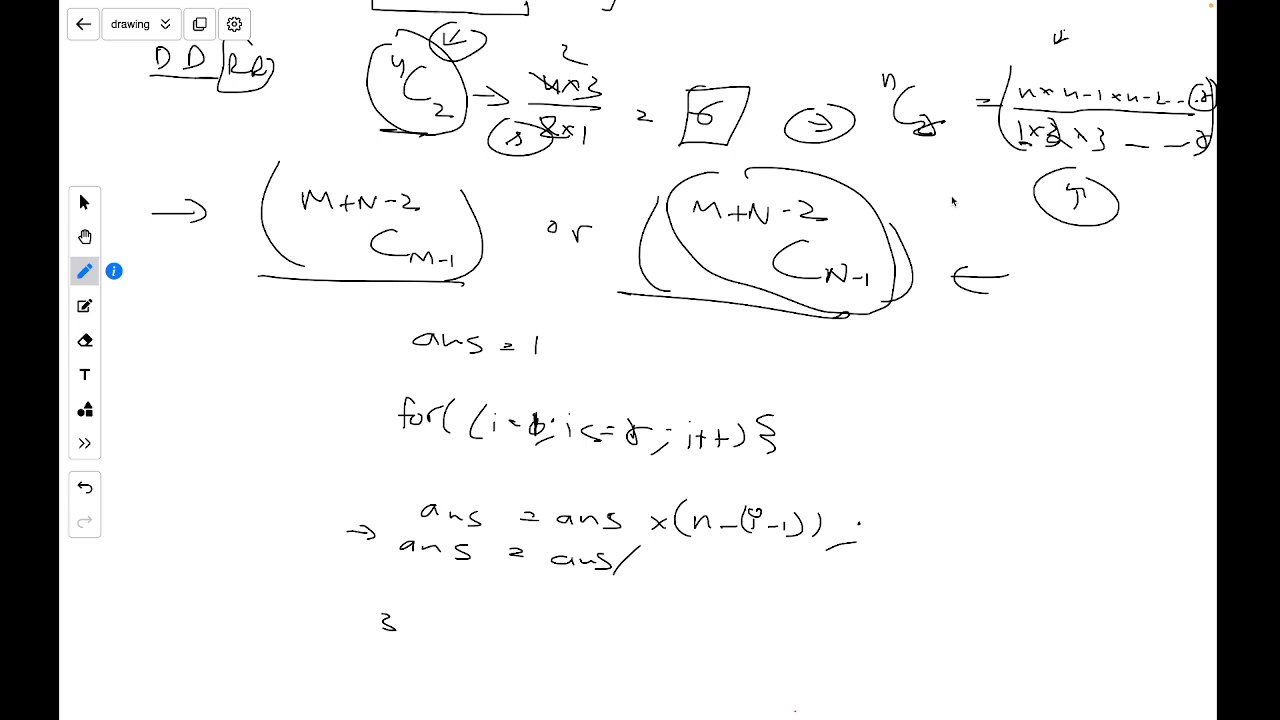 drawing
D D RR
⁴C₂ → 4×3 / 2×1 = 6 → ⁿCᵣ = n × n-1 × n-2 - - r / 1×2×3 - - r
2
→ M+N-2 C M-1 or M+N-2 C N-1 ←
ans = 1
for( (i=1; i<=r; i++) {
→ ans = ans × (n-(i-1));
ans = ans/
}
T
i